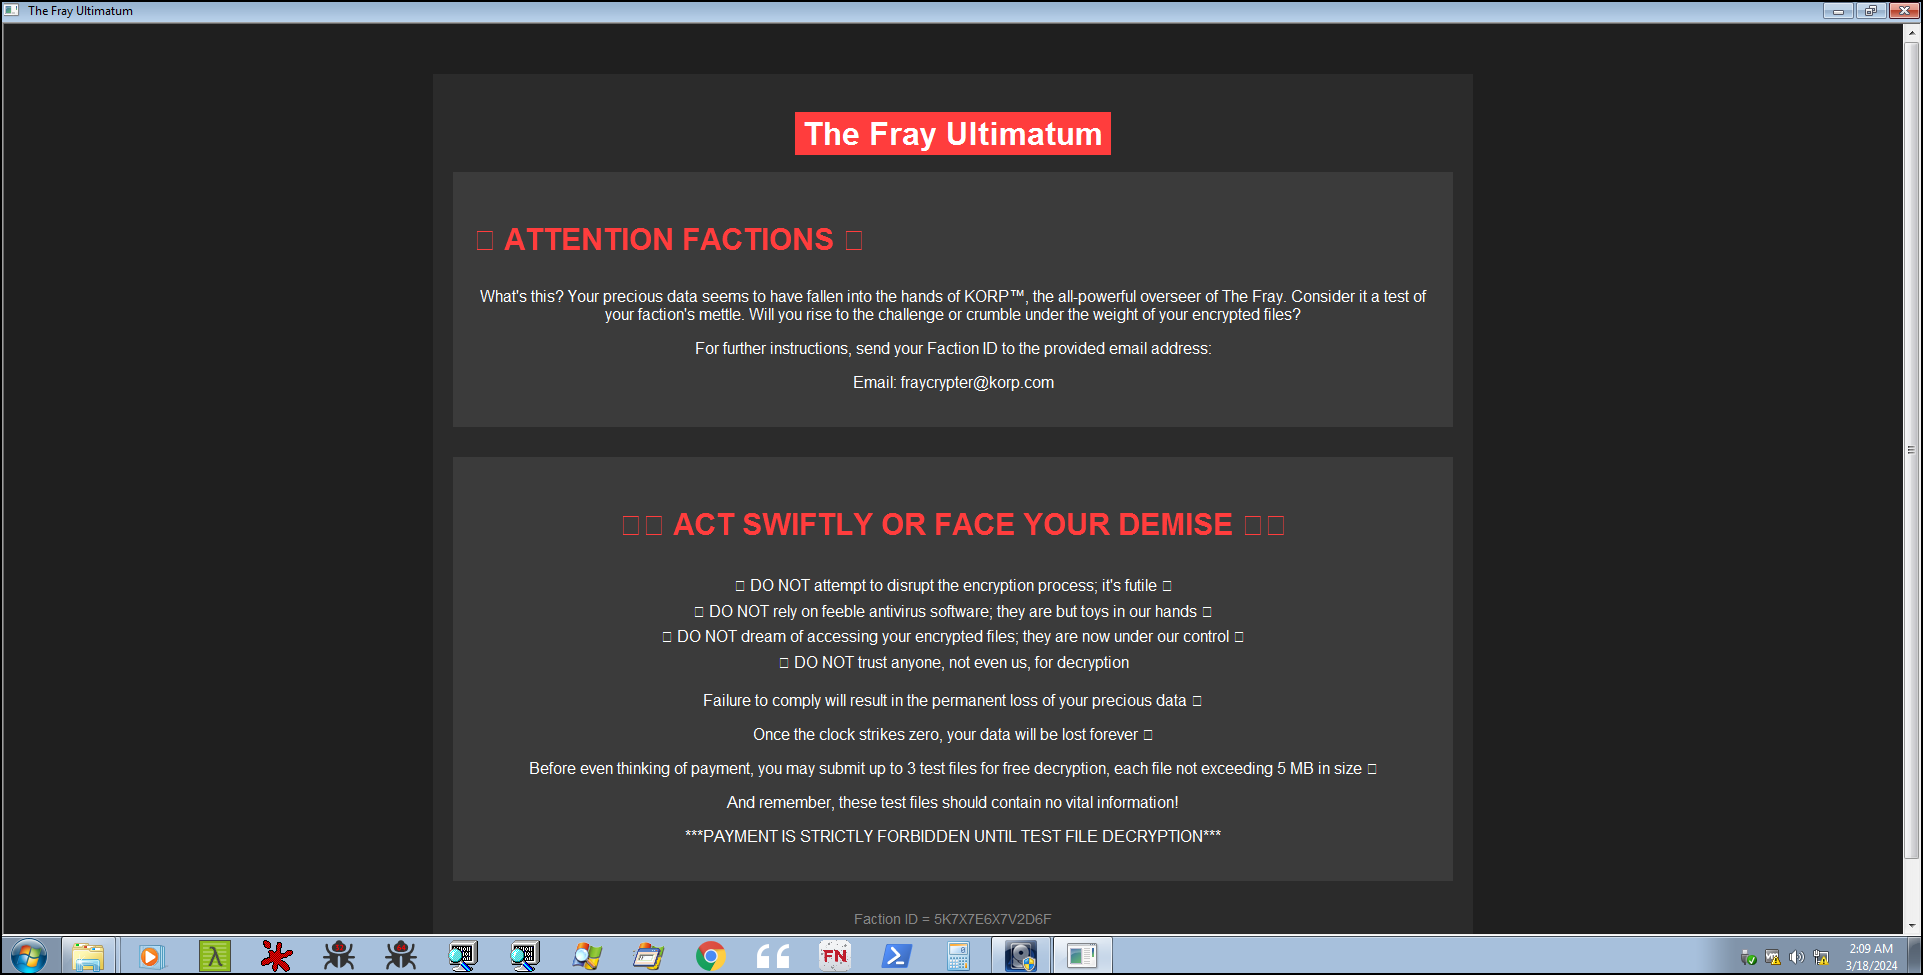 The Fray Ultimatum
The Fray Ultimatum
ATTENTION FACTIONS
What's this? Your precious data seems to have fallen into the hands of KORP™, the all-powerful overseer of The Fray. Consider it a test of
your faction's mettle. Will you rise to the challenge or crumble under the weight of your encrypted files?
For further instructions, send your Faction ID to the provided email address:
Email: fraycrypter@korp.com
ACT SWIFTLY OR FACE YOUR DEMISE
DO NOT attempt to disrupt the encryption process; it's futile
DO NOT rely on feeble antivirus software; they are but toys in our hands
DO NOT dream of accessing your encrypted files; they are now under our control
DO NOT trust anyone, not even us, for decryption
Failure to comply will result in the permanent loss of your precious data
Once the clock strikes zero, your data will be lost forever
Before even thinking of payment, you may submit up to 3 test files for free decryption, each file not exceeding 5 MB in size
And remember, these test files should contain no vital information!
***PAYMENT IS STRICTLY FORBIDDEN UNTIL TEST FILE DECRYPTION***
Faction ID = 5K7X7E6X7V2D6F
λ
FN
2:09 AM
3/18/2024